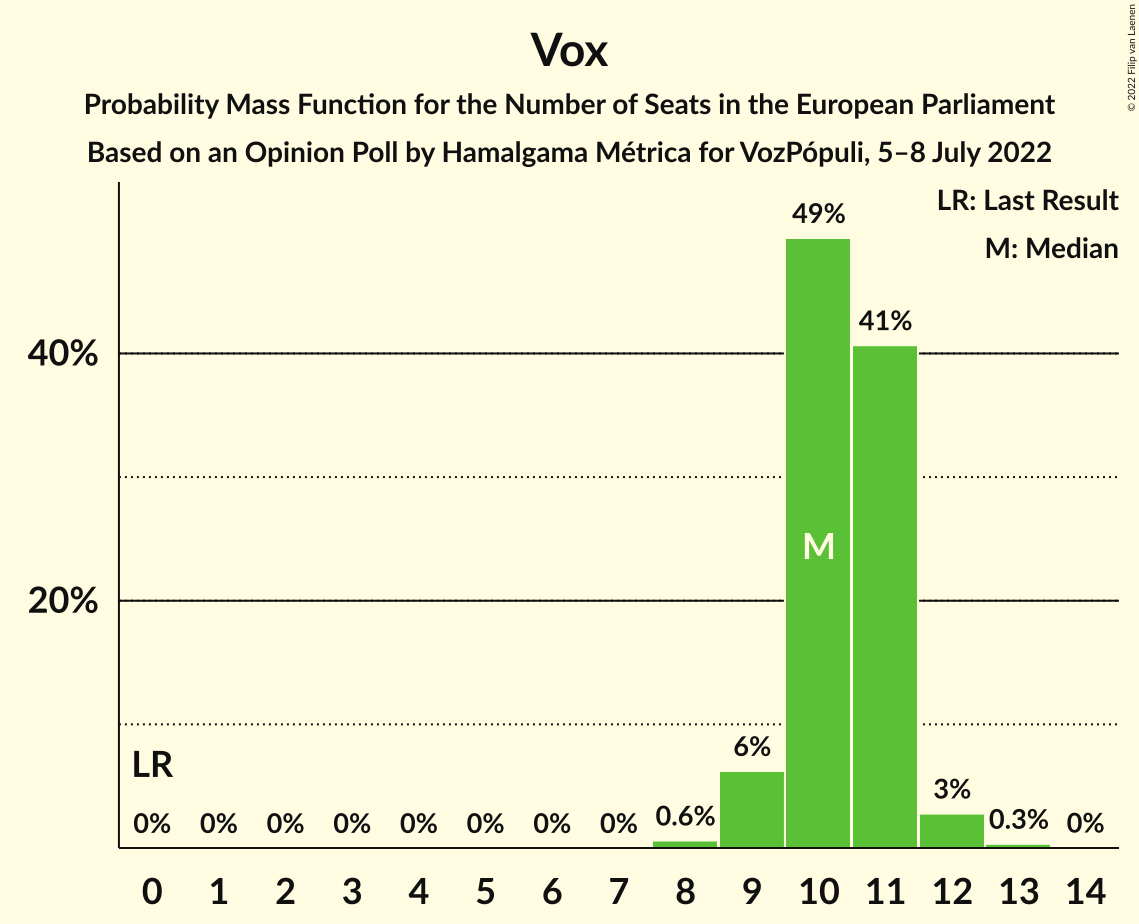 Vox
Probability Mass Function for the Number of Seats in the European Parliament
Based on an Opinion Poll by Hamalgama Métrica for VozPópuli, 5–8 July 2022
© 2022 Filip van Laenen
LR: Last Result
M: Median
49%
41%
40%
M
20%
6%
LR
3%
0% 0% 0% 0% 0% 0% 0% 0% 0.6% 0.3% 0%
0 1 2 3 4 5 6 7 8 9 10 11 12 13 14